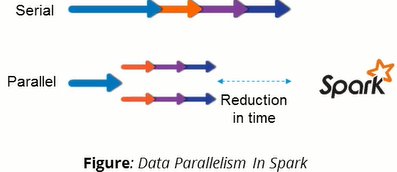 Serial
Parallel
Reduction
in time
Spark
Figure: Data Parallelism In Spark